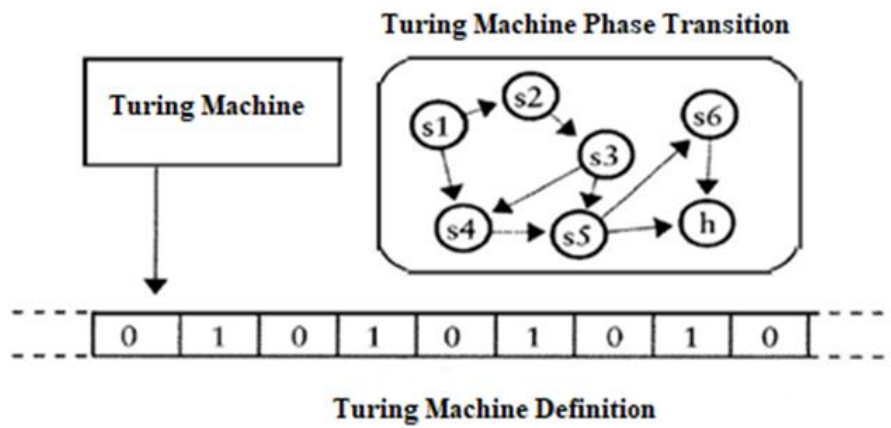 Turing Machine Phase Transition
Turing Machine
s1
s2
s3
s4
s5
s6
h
0 1 0 1 0 1 0 1 0
Turing Machine Definition